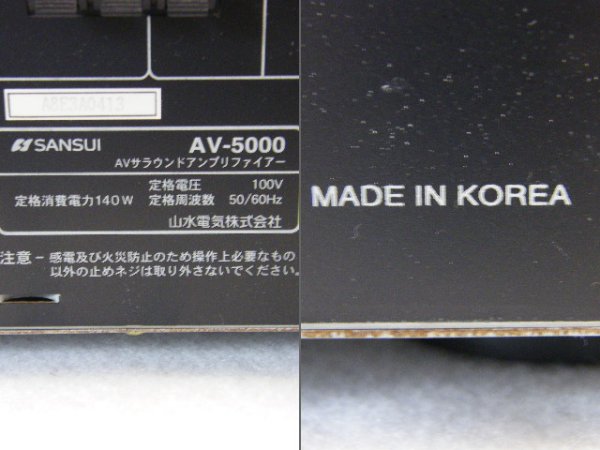 A8E3A0413
SANSUI AV-5000
AVサラウンドアンプリファイアー
定格電圧 100V
定格消費電力140W 定格周波数 50/60Hz
山水電気株式会社
注意 - 感電及び火災防止のため操作上必要なもの
以外の止めネジは取り外さないでください。
MADE IN KOREA